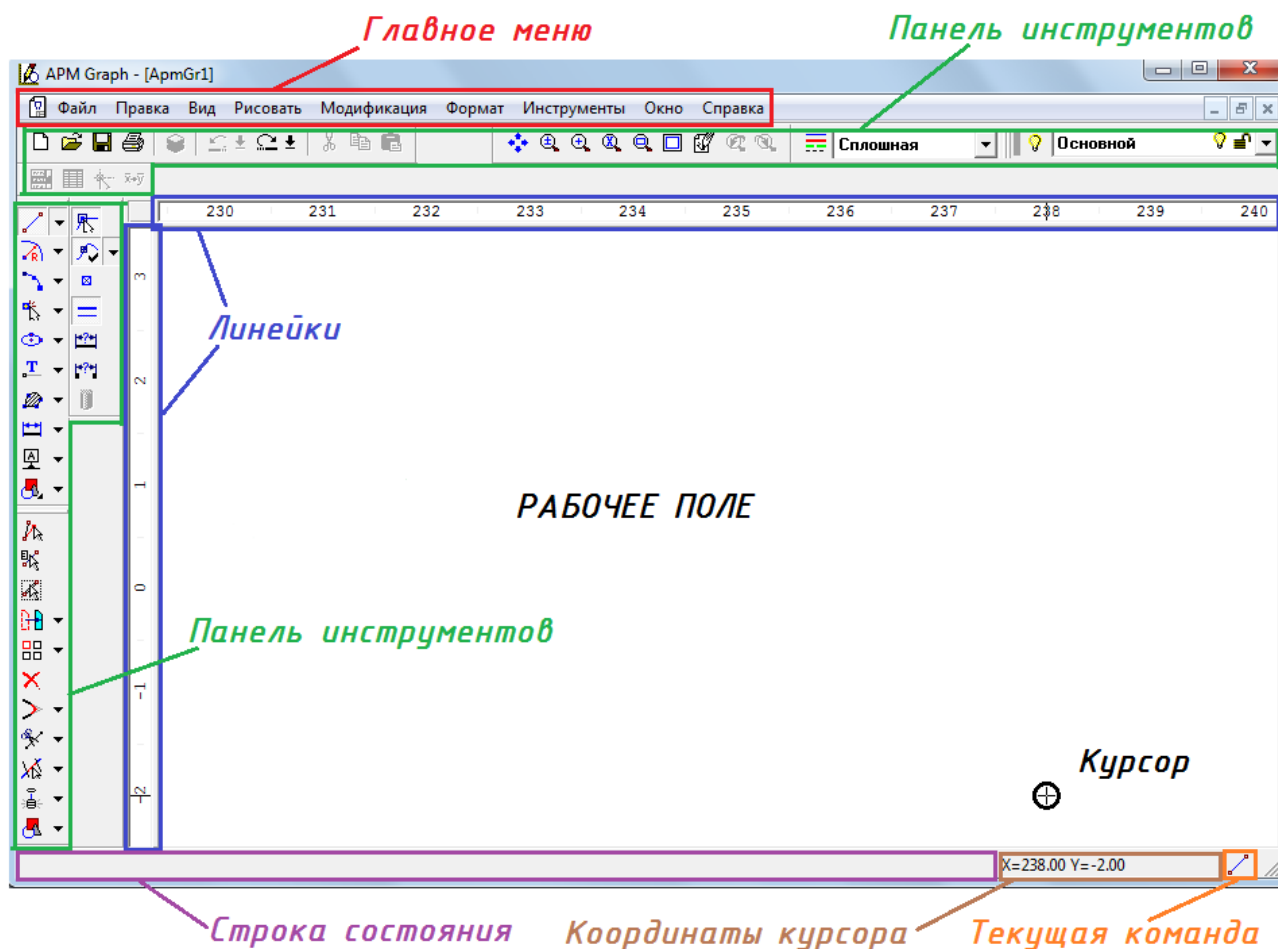 Главное меню
Панель инструментов
APM Graph - [ApmGr1]
Файл Правка Вид Рисовать Модификация Формат Инструменты Окно Справка
Сплошная
Основной
230 231 232 233 234 235 236 237 238 239 240
3
Линейки
2
1
РАБОЧЕЕ ПОЛЕ
0
Панель инструментов
-1
Курсор
-2
X=238.00 Y=-2.00
Строка состояния
Координаты курсора
Текущая команда